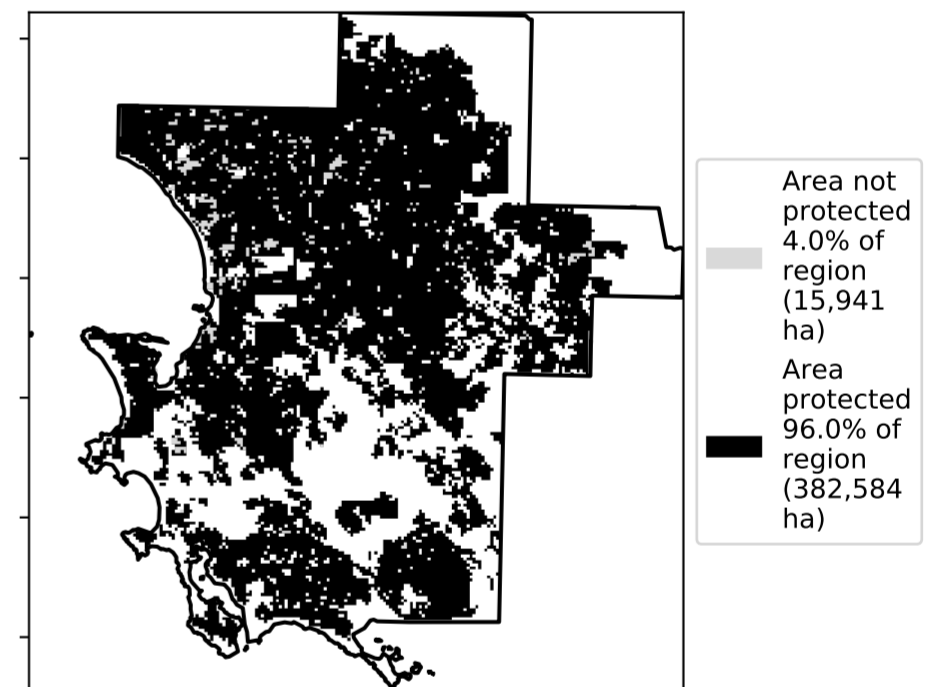 Area not
protected
4.0% of
region
(15,941
ha)
Area
protected
96.0% of
region
(382,584
ha)